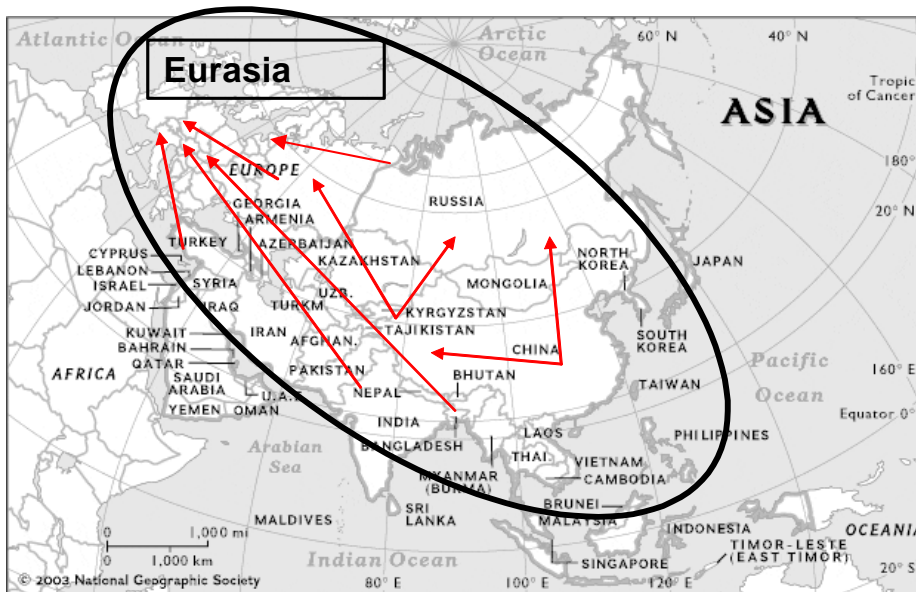 Atlantic Ocean
Arctic
Ocean
60° N
40° N
Eurasia
Tropic
of Cancer
ASIA
180°
20° N
EUROPE
RUSSIA
GEORGIA
ARMENIA
TURKEY
AZERBAIJAN
KAZAKHSTAN
NORTH
KOREA
JAPAN
CYPRUS
LEBANON
ISRAEL
JORDAN
SYRIA
IRAQ
UZB.
TURKM.
MONGOLIA
KYRGYZSTAN
TAJIKISTAN
SOUTH
KOREA
KUWAIT
BAHRAIN
QATAR
IRAN
AFGHAN.
CHINA
Pacific
Ocean
160°
AFRICA
SAUDI
ARABIA
U.A.E.
PAKISTAN
NEPAL
BHUTAN
TAIWAN
YEMEN
OMAN
INDIA
BANGLADESH
LAOS
THAI.
Equator 0°
PHILIPPINES
Arabian
Sea
MYANMAR
(BURMA)
VIETNAM
CAMBODIA
BRUNEI
MALAYSIA
SRI
LANKA
MALDIVES
INDONESIA
OCEANIA
0 1,000 mi
0 1,000 km
Indian Ocean
SINGAPORE
TIMOR-LESTE
(EAST TIMOR)
20° S
© 2003 National Geographic Society
80° E
100° E
120° E